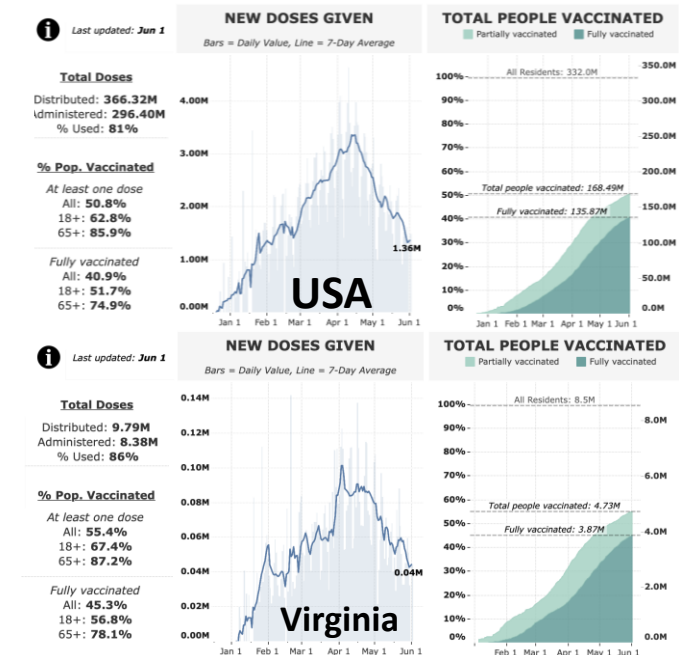 NEW DOSES GIVEN
TOTAL PEOPLE VACCINATED
i
Last updated: Jun 1
Bars = Daily Value, Line = 7-Day Average
Partially vaccinated
Fully vaccinated
Total Doses
Distributed: 366.32M
Administered: 296.40M
% Used: 81%
% Pop. Vaccinated
At least one dose
All: 50.8%
18+: 62.8%
65+: 85.9%
Fully vaccinated
All: 40.9%
18+: 51.7%
65+: 74.9%
4.00M
3.00M
2.00M
1.00M
0.00M
1.36M
USA
Jan 1 Feb 1 Mar 1 Apr 1 May 1 Jun 1
100%
90%
80%
70%
60%
50%
40%
30%
20%
10%
0%
All Residents: 332.0M
Total people vaccinated: 168.49M
Fully vaccinated: 135.87M
350.0M
300.0M
250.0M
200.0M
150.0M
100.0M
50.0M
0.0M
Jan 1 Feb 1 Mar 1 Apr 1 May 1 Jun 1
NEW DOSES GIVEN
TOTAL PEOPLE VACCINATED
i
Last updated: Jun 1
Bars = Daily Value, Line = 7-Day Average
Partially vaccinated
Fully vaccinated
Total Doses
Distributed: 9.79M
Administered: 8.38M
% Used: 86%
% Pop. Vaccinated
At least one dose
All: 55.4%
18+: 67.4%
65+: 87.2%
Fully vaccinated
All: 45.3%
18+: 56.8%
65+: 78.1%
0.14M
0.12M
0.10M
0.08M
0.06M
0.04M
0.02M
0.00M
0.04M
Virginia
Jan 1 Feb 1 Mar 1 Apr 1 May 1 Jun 1
100%
90%
80%
70%
60%
50%
40%
30%
20%
10%
0%
All Residents: 8.5M
Total people vaccinated: 4.73M
Fully vaccinated: 3.87M
8.0M
6.0M
4.0M
2.0M
0.0M
Feb 1 Mar 1 Apr 1 May 1 Jun 1